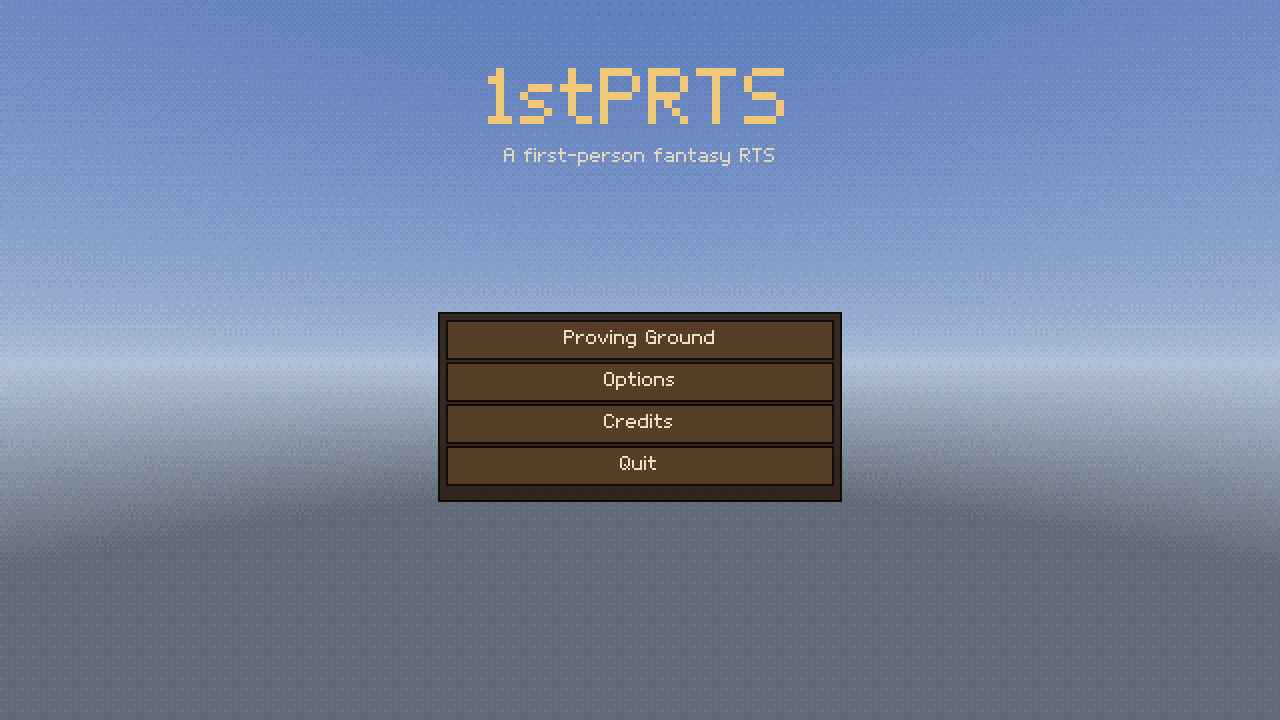 1stPRTS
A first-person fantasy RTS
Proving Ground
Options
Credits
Quit